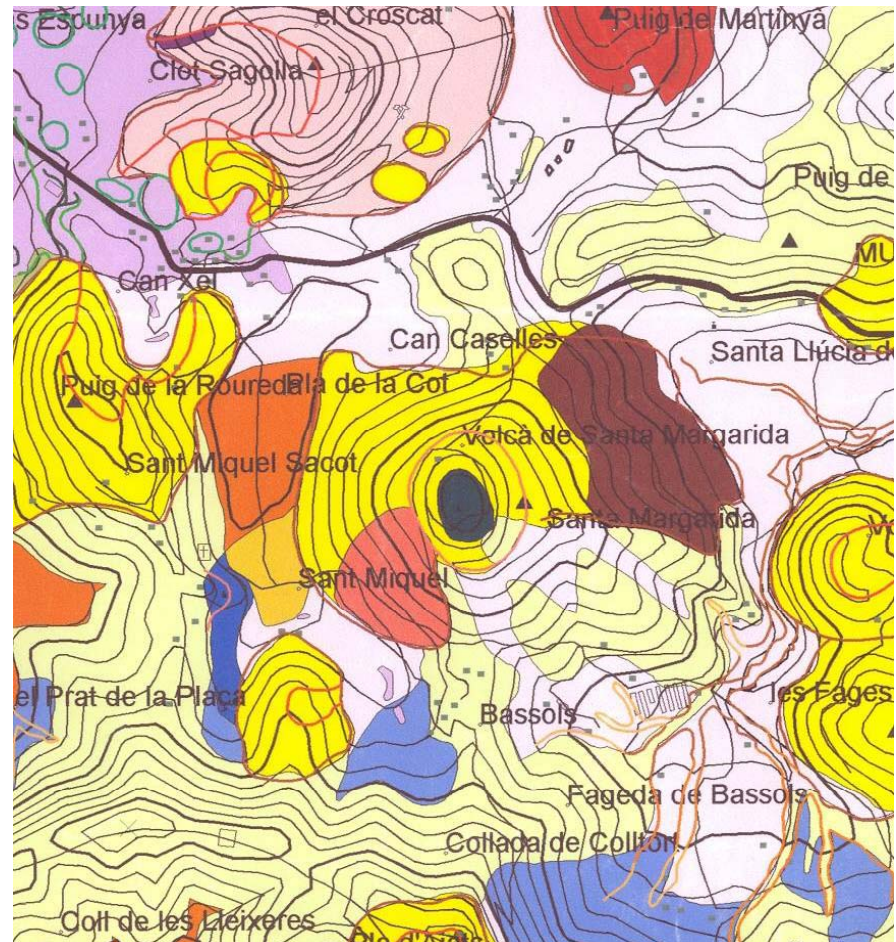 s Espunya
el Croscat
Puig de Martinyà
Clot Sagolla
Puig de
MU
Can Xel
Can Caselles
Santa Llúcia d
Puig de la Roureda
Pla de la Cot
Volcà de Santa Margarida
Sant Miquel Sacot
Santa Margarida
Sant Miquel
el Prat de la Plaça
Bassols
les Fages
Fageda de Bassols
Collada de Colltort
Coll de les Lleixeres